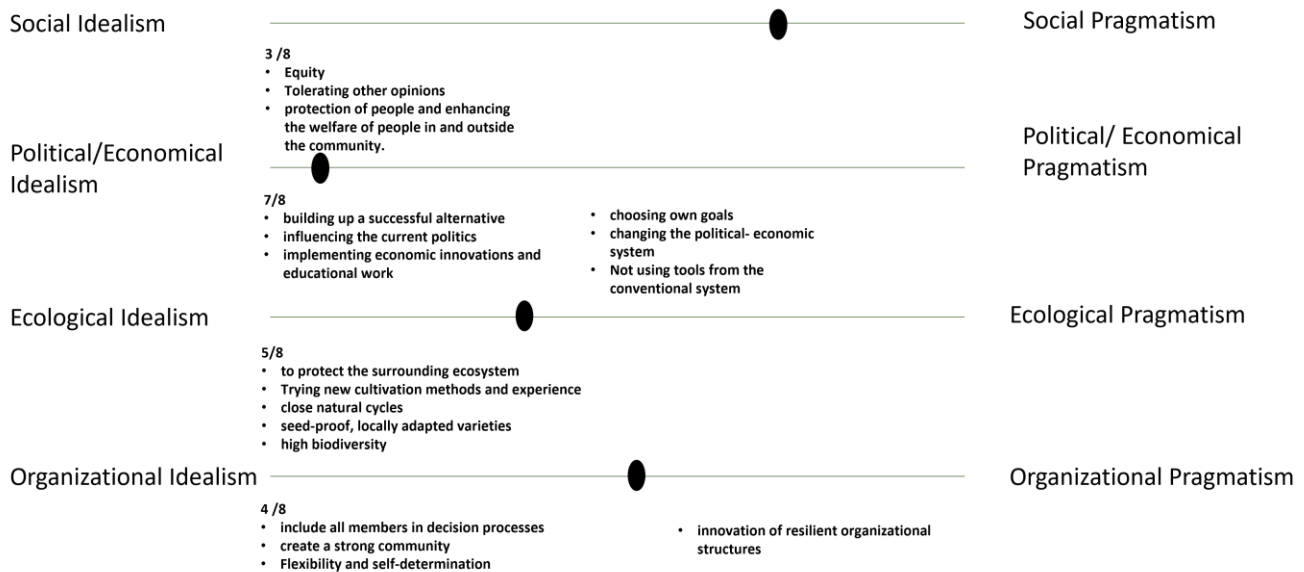 Social Idealism
Social Pragmatism
3 /8
• Equity
• Tolerating other opinions
• protection of people and enhancing
the welfare of people in and outside
the community.
Political/Economical
Idealism
Political/ Economical
Pragmatism
7/8
• building up a successful alternative
• influencing the current politics
• implementing economic innovations and
educational work
• choosing own goals
• changing the political- economic
system
• Not using tools from the
conventional system
Ecological Idealism
Ecological Pragmatism
5/8
• to protect the surrounding ecosystem
• Trying new cultivation methods and experience
• close natural cycles
• seed-proof, locally adapted varieties
• high biodiversity
Organizational Idealism
Organizational Pragmatism
4 /8
• include all members in decision processes
• create a strong community
• Flexibility and self-determination
• innovation of resilient organizational
structures